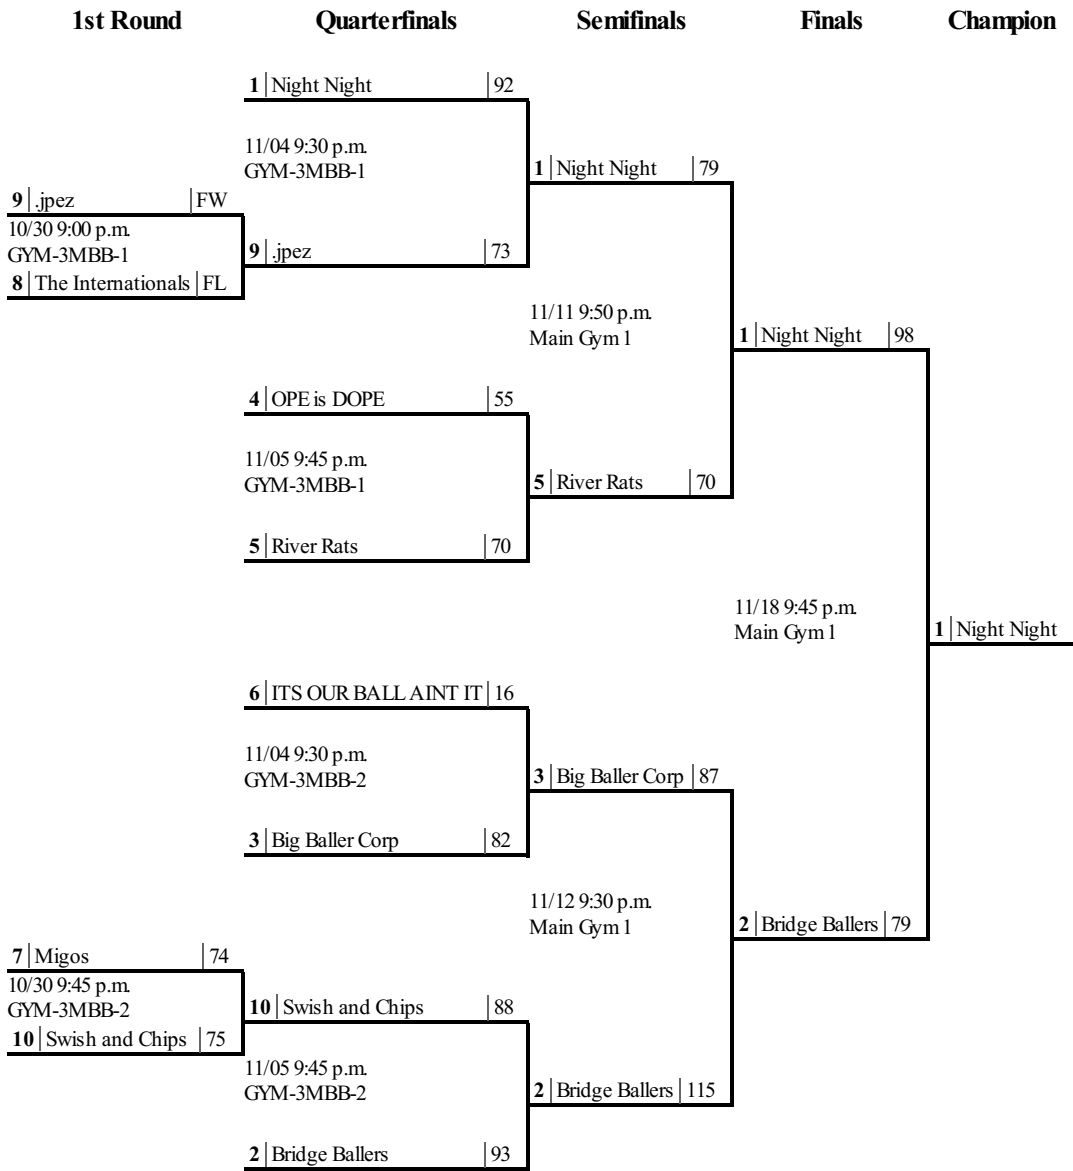 1st Round Quarterfinals Semifinals Finals Champion
1 Night Night 92
11/04 9:30 p.m.
GYM-3MBB-1
1 Night Night 79
9 .jpez FW
10/30 9:00 p.m.
GYM-3MBB-1
9 .jpez 73
8 The Internationals FL
11/11 9:50 p.m.
Main Gym 1
1 Night Night 98
4 OPE is DOPE 55
11/05 9:45 p.m.
GYM-3MBB-1
5 River Rats 70
5 River Rats 70
11/18 9:45 p.m.
Main Gym 1
1 Night Night
6 ITS OUR BALL AINT IT 16
11/04 9:30 p.m.
GYM-3MBB-2
3 Big Baller Corp 87
3 Big Baller Corp 82
11/12 9:30 p.m.
Main Gym 1
2 Bridge Ballers 79
7 Migos 74
10/30 9:45 p.m.
GYM-3MBB-2
10 Swish and Chips 88
10 Swish and Chips 75
11/05 9:45 p.m.
GYM-3MBB-2
2 Bridge Ballers 115
2 Bridge Ballers 93